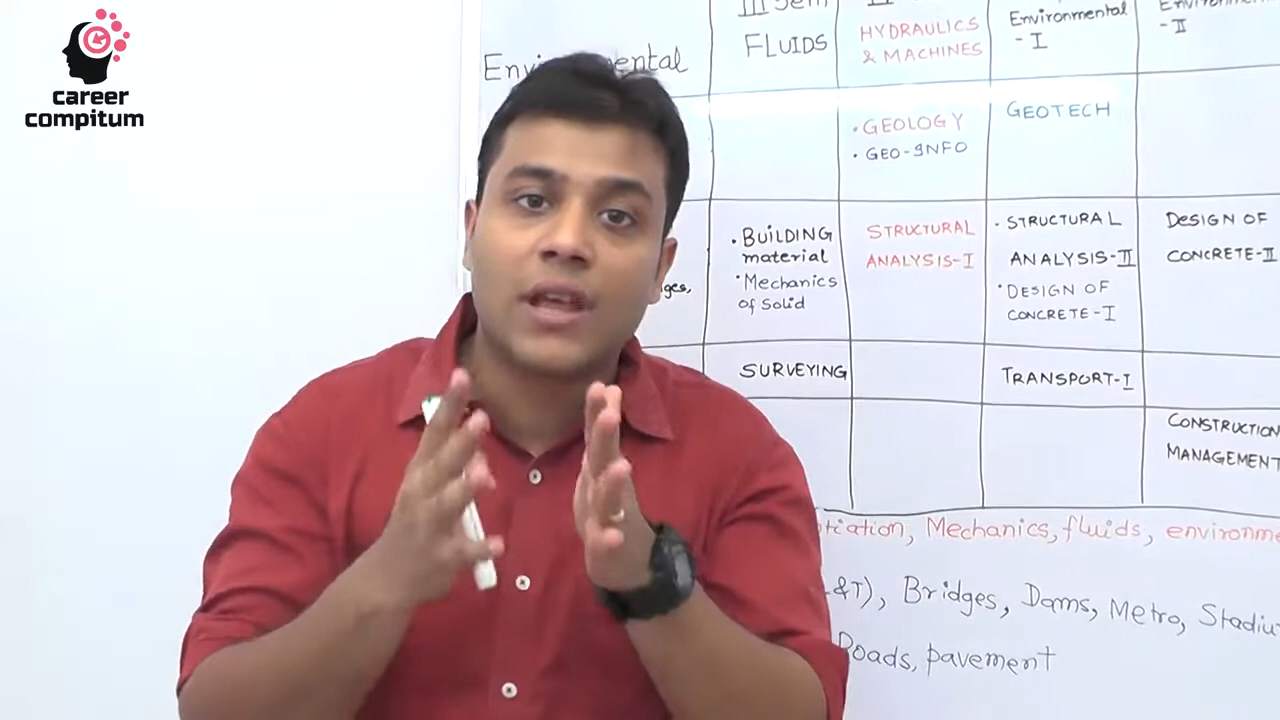 career
compitum
III Sem
FLUIDS
HYDRAULICS
& MACHINES
Environmental
- I
- II
• GEOLOGY
• GEO-INFO
GEOTECH
• BUILDING
material
• Mechanics
of Solid
STRUCTURAL
ANALYSIS-I
• STRUCTURAL
ANALYSIS-II
• DESIGN OF
CONCRETE-I
DESIGN OF
CONCRETE-II
SURVEYING
TRANSPORT-I
CONSTRUCTION
MANAGEMENT
Mechanics, fluids,
&T), Bridges, Dams, Metro,
Roads, pavement